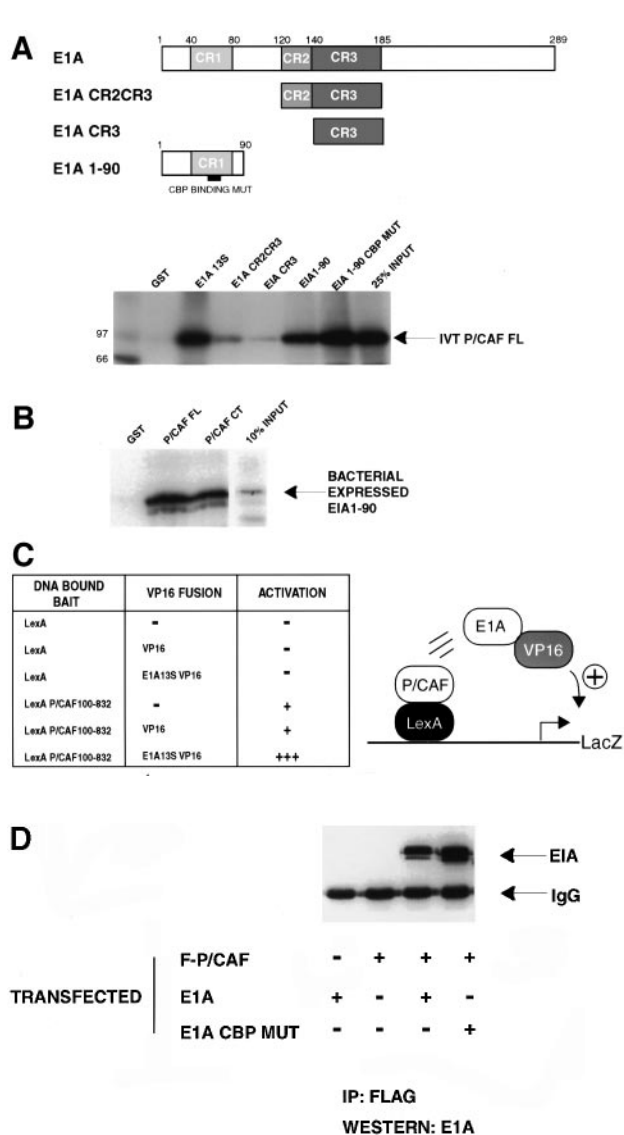 A
1 40 80 120 140 185 289
E1A CR1 CR2 CR3
E1A CR2CR3 CR2 CR3
E1A CR3 CR3
1 90
E1A 1-90 CR1
CBP BINDING MUT
GST E1A 13S E1A CR2CR3 EIA CR3 EIA1-90 EIA 1-90 CBP MUT 25% INPUT
97
66
IVT P/CAF FL
B
GST P/CAF FL P/CAF CT 10% INPUT
BACTERIAL
EXPRESSED
EIA1-90
C
DNA BOUND BAIT VP16 FUSION ACTIVATION
LexA - -
LexA VP16 -
LexA E1A13S VP16 -
LexA P/CAF100-832 - +
LexA P/CAF100-832 VP16 +
LexA P/CAF100-832 E1A13S VP16 +++
E1A
VP16
+
P/CAF
LexA
LacZ
D
EIA
IgG
F-P/CAF - + + +
TRANSFECTED E1A + - + -
E1A CBP MUT - - - +
IP: FLAG
WESTERN: E1A